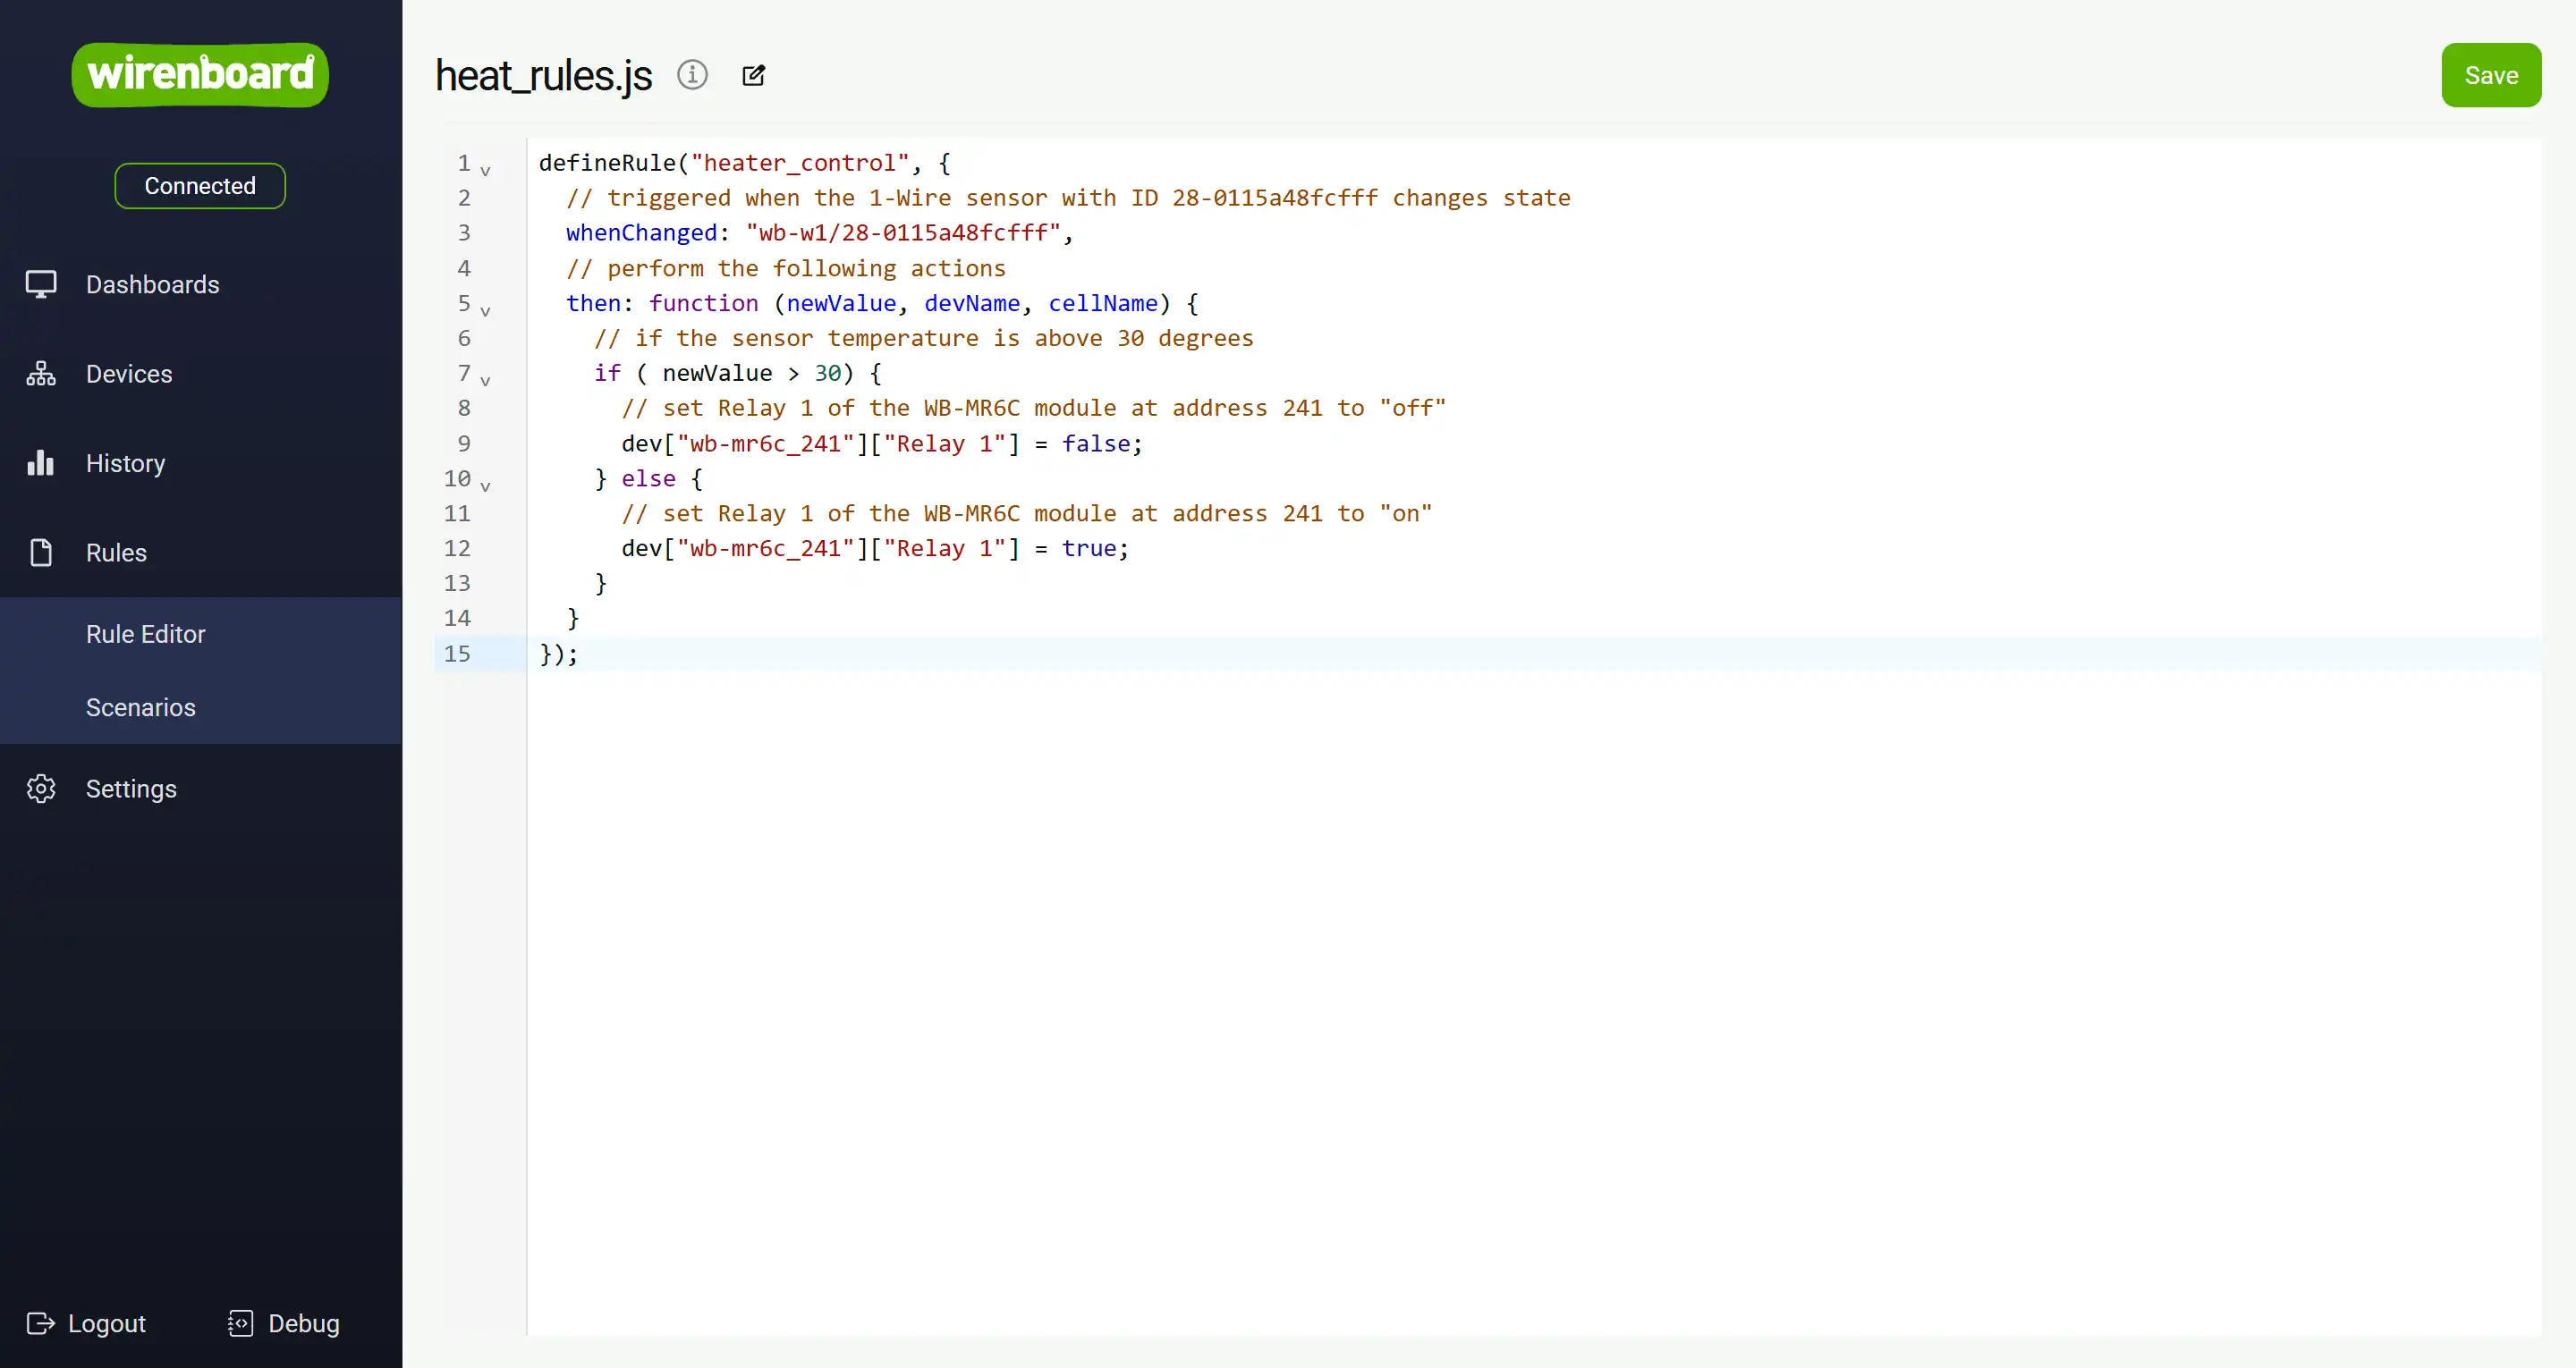 wirenboard
Connected
Dashboards
Devices
History
Rules
Rule Editor
Scenarios
Settings
Logout
Debug
heat_rules.js
Save
1 defineRule("heater_control", {
2   // triggered when the 1-Wire sensor with ID 28-0115a48fcfff changes state
3   whenChanged: "wb-w1/28-0115a48fcfff",
4   // perform the following actions
5   then: function (newValue, devName, cellName) {
6     // if the sensor temperature is above 30 degrees
7     if ( newValue > 30) {
8       // set Relay 1 of the WB-MR6C module at address 241 to "off"
9       dev["wb-mr6c_241"]["Relay 1"] = false;
10     } else {
11       // set Relay 1 of the WB-MR6C module at address 241 to "on"
12       dev["wb-mr6c_241"]["Relay 1"] = true;
13     }
14   }
15 });